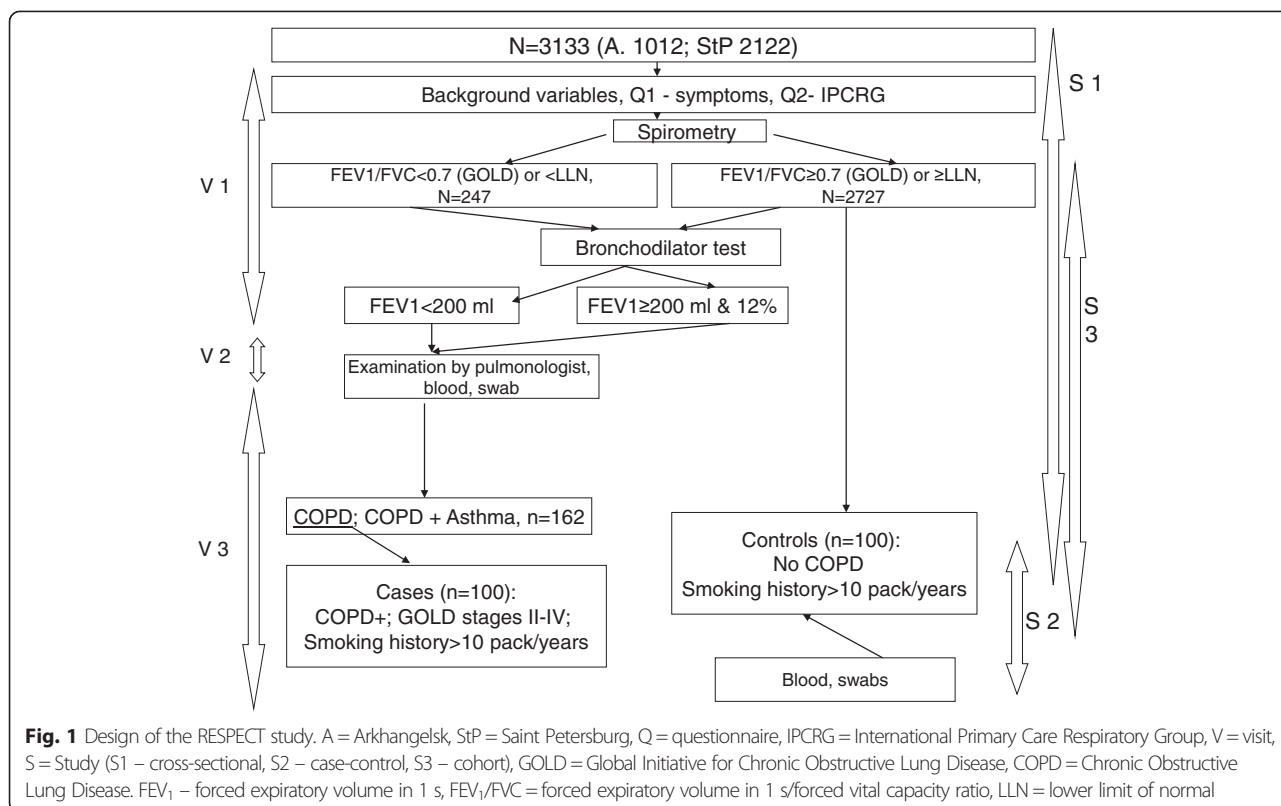 N=3133 (A. 1012; StP 2122)
S 1
Background variables, Q1 - symptoms, Q2- IPCRG
Spirometry
V 1
FEV1/FVC<0.7 (GOLD) or <LLN,
N=247
FEV1/FVC≥0.7 (GOLD) or ≥LLN,
N=2727
Bronchodilator test
FEV1<200 ml
FEV1≥200 ml & 12%
S
3
V 2
Examination by pulmonologist,
blood, swab
COPD; COPD + Asthma, n=162
V 3
Cases (n=100):
COPD+; GOLD stages II-IV;
Smoking history>10 pack/years
Controls (n=100):
No COPD
Smoking history>10 pack/years
S 2
Blood, swabs
Fig. 1 Design of the RESPECT study. A = Arkhangelsk, StP = Saint Petersburg, Q = questionnaire, IPCRG = International Primary Care Respiratory Group, V = visit,
S = Study (S1 – cross-sectional, S2 – case-control, S3 – cohort), GOLD = Global Initiative for Chronic Obstructive Lung Disease, COPD = Chronic Obstructive
Lung Disease. FEV₁ – forced expiratory volume in 1 s, FEV₁/FVC = forced expiratory volume in 1 s/forced vital capacity ratio, LLN = lower limit of normal